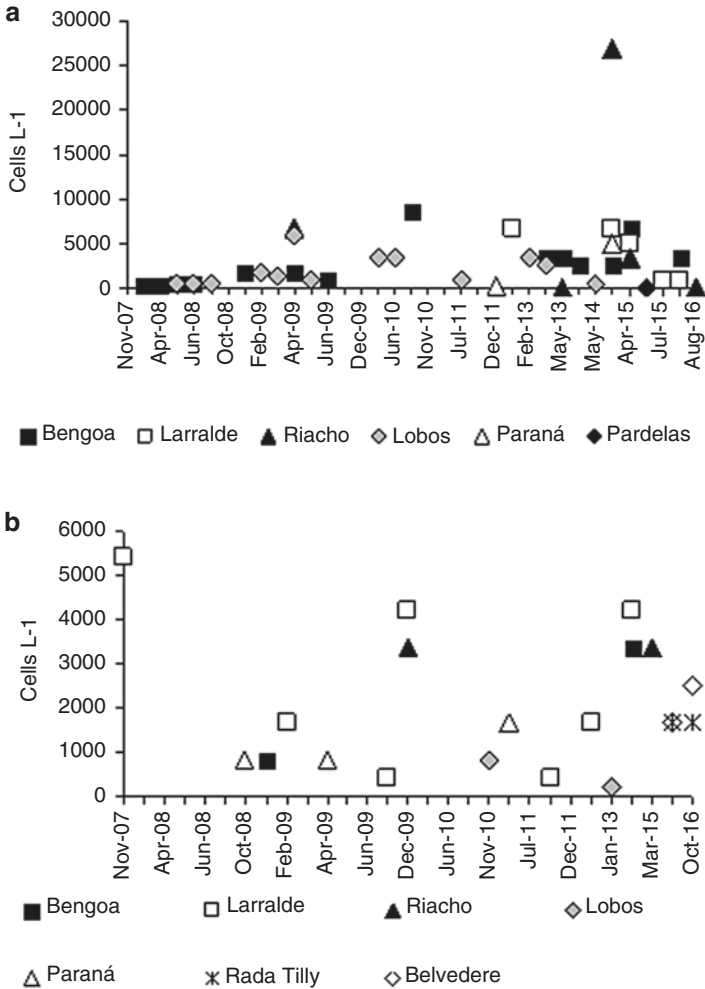 a
30000
25000
20000
15000
10000
5000
0
Cells L-1
Nov-07
Apr-08
Jun-08
Oct-08
Feb-09
Apr-09
Jun-09
Dec-09
Jun-10
Nov-10
Jul-11
Dec-11
Feb-13
May-13
May-14
Apr-15
Jul-15
Aug-16
Bengoa Larralde Riacho Lobos Paraná Pardelas
b
6000
5000
4000
3000
2000
1000
0
Cells L-1
Nov-07
Apr-08
Jun-08
Oct-08
Feb-09
Apr-09
Jun-09
Dec-09
Jun-10
Nov-10
Jul-11
Dec-11
Jan-13
Mar-15
Oct-16
Bengoa Larralde Riacho Lobos
Paraná Rada Tilly Belvedere